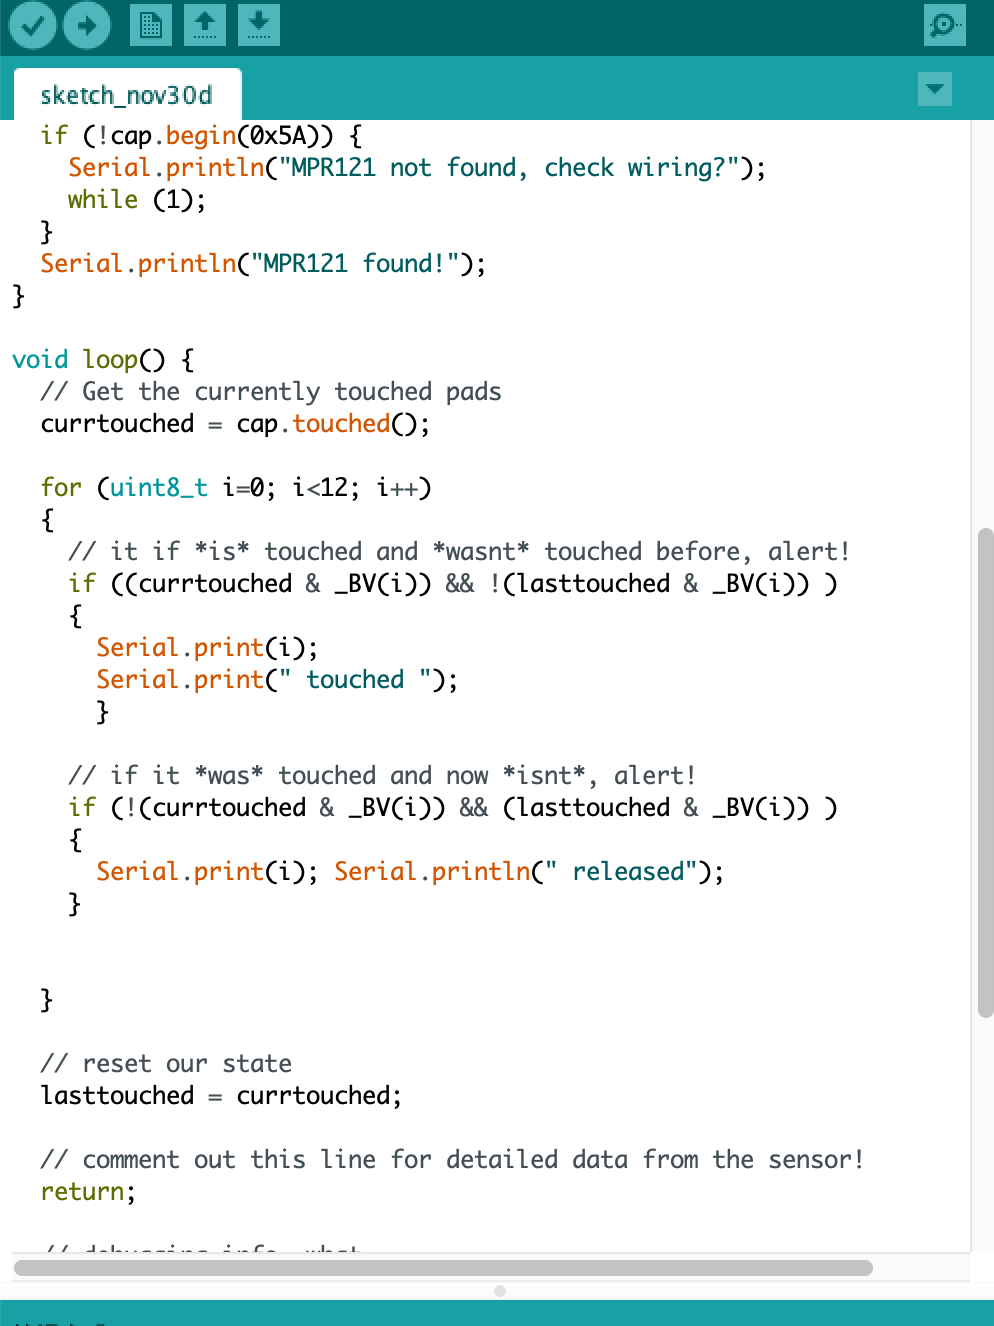 sketch_nov30d
if (!cap.begin(0x5A)) {
Serial.println("MPR121 not found, check wiring?");
while (1);
}
Serial.println("MPR121 found!");
}
void loop() {
// Get the currently touched pads
currtouched = cap.touched();
for (uint8_t i=0; i<12; i++)
{
// it if *is* touched and *wasnt* touched before, alert!
if ((currtouched & _BV(i)) && !(lasttouched & _BV(i)) )
{
Serial.print(i);
Serial.print(" touched ");
}
// if it *was* touched and now *isnt*, alert!
if (!(currtouched & _BV(i)) && (lasttouched & _BV(i)) )
{
Serial.print(i); Serial.println(" released");
}
}
// reset our state
lasttouched = currtouched;
// comment out this line for detailed data from the sensor!
return;
// debugging info, what